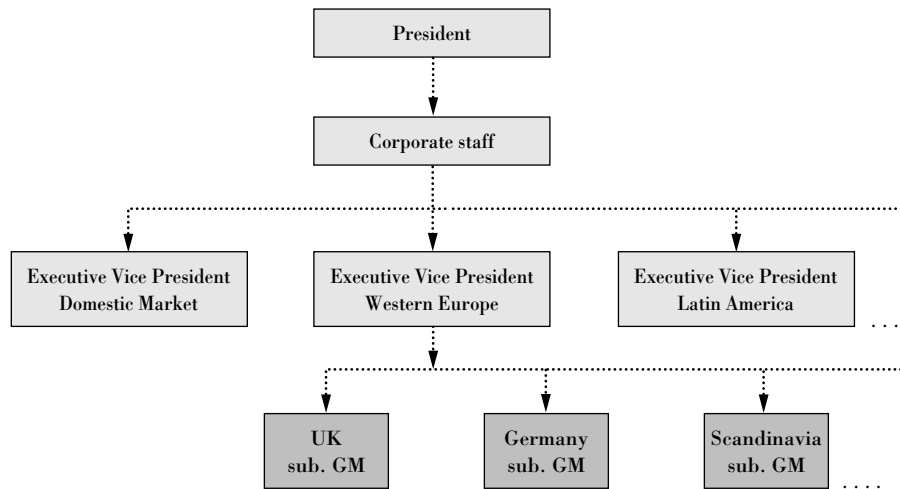 President
Corporate staff
Executive Vice President
Domestic Market
Executive Vice President
Western Europe
Executive Vice President
Latin America
. . . .
UK
sub. GM
Germany
sub. GM
Scandinavia
sub. GM
. . . .